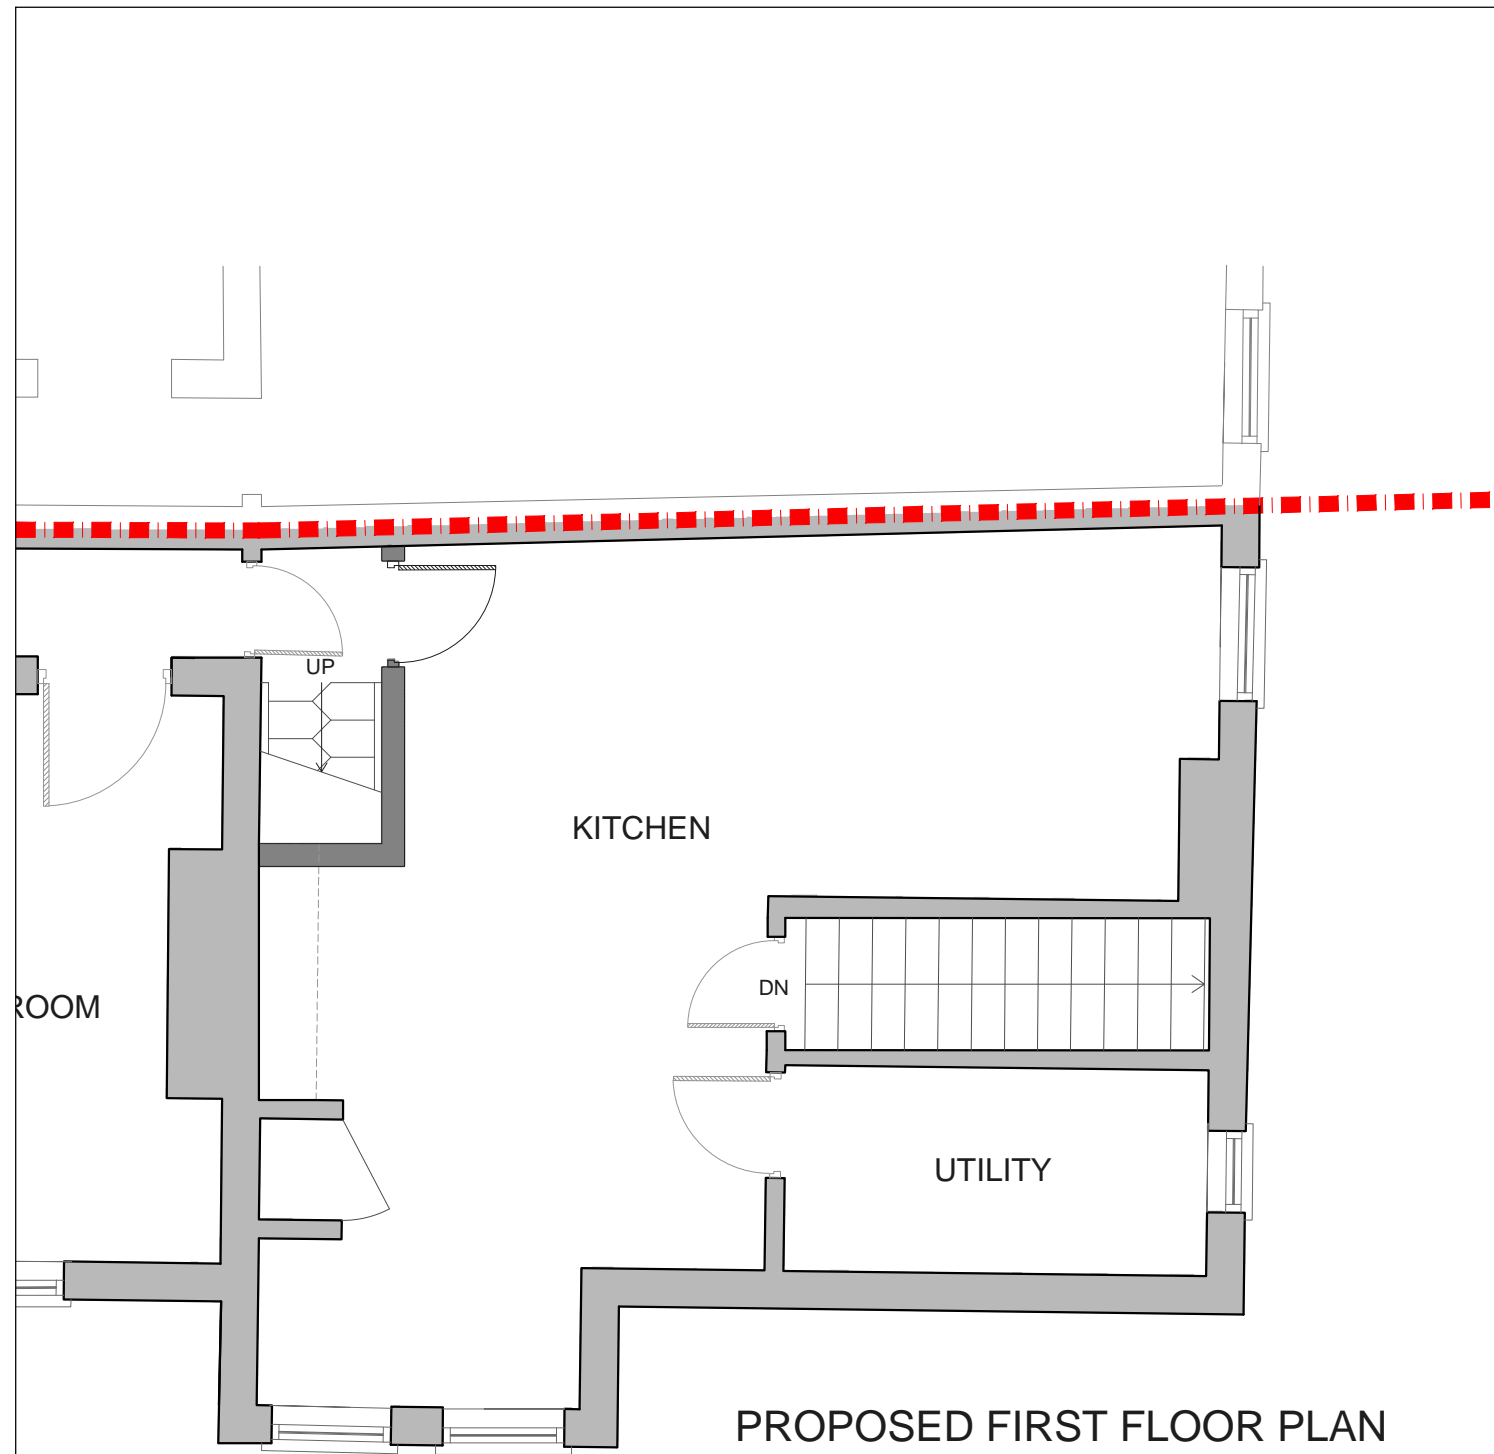 UP
KITCHEN
DN
ROOM
UTILITY
PROPOSED FIRST FLOOR PLAN